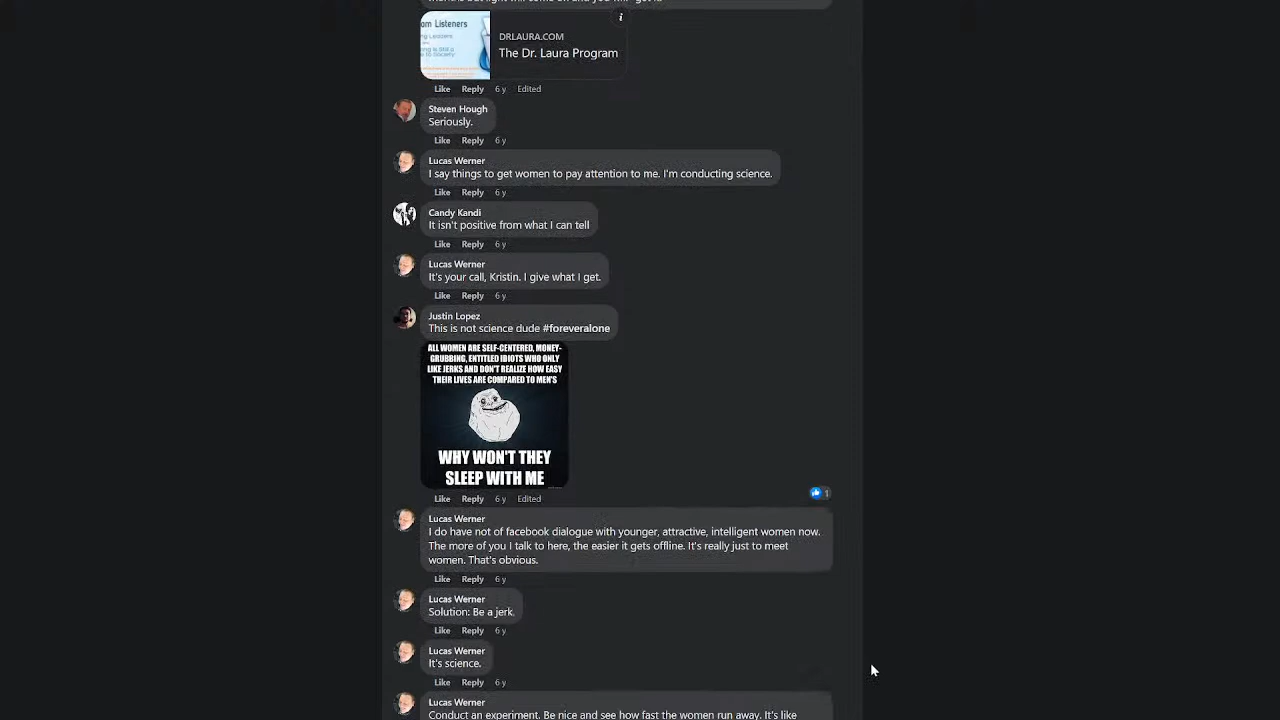 om Listeners
DRLAURA.COM
The Dr. Laura Program
Like Reply 6 y Edited
Steven Hough
Seriously.
Like Reply 6 y
Lucas Werner
I say things to get women to pay attention to me. I'm conducting science.
Like Reply 6 y
Candy Kandi
It isn't positive from what I can tell
Like Reply 6 y
Lucas Werner
It's your call, Kristin. I give what I get.
Like Reply 6 y
Justin Lopez
This is not science dude #foreveralone
ALL WOMEN ARE SELF-CENTERED, MONEY-
GRUBBING, ENTITLED IDIOTS WHO ONLY
LIKE JERKS AND DON'T REALIZE HOW EASY
THEIR LIVES ARE COMPARED TO MEN'S
WHY WON'T THEY
SLEEP WITH ME
Like Reply 6 y Edited 1
Lucas Werner
I do have not of facebook dialogue with younger, attractive, intelligent women now.
The more of you I talk to here, the easier it gets offline. It's really just to meet
women. That's obvious.
Like Reply 6 y
Lucas Werner
Solution: Be a jerk.
Like Reply 6 y
Lucas Werner
It's science.
Like Reply 6 y
Lucas Werner
Conduct an experiment. Be nice and see how fast the women run away. It's like